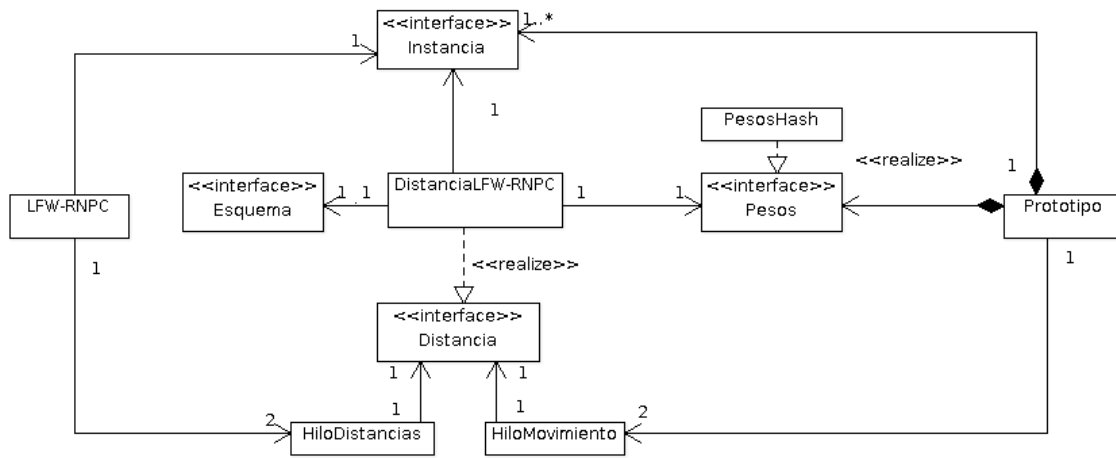 <<interface>>
Instancia
1
1..*
1
1
PesosHash
<<realize>>
LFW-RNPC
<<interface>>
Esquema
1
1
DistanciaLFW-RNPC
1
1
<<interface>>
Pesos
Prototipo
1
1
<<realize>>
<<interface>>
Distancia
1
1
1
1
2
2
HiloDistancias
HiloMovimiento